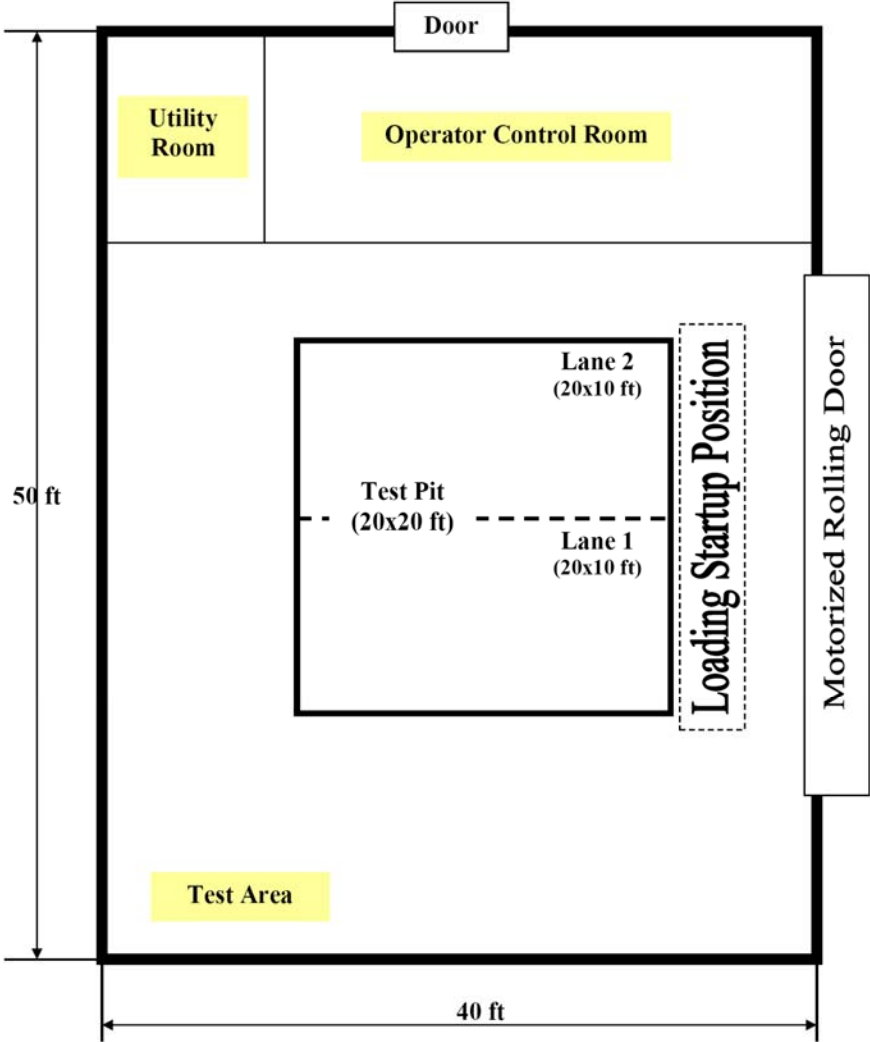 Door
Utility
Room
Operator Control Room
Lane 2
(20x10 ft)
Loading Startup Position
Motorized Rolling Door
50 ft
Test Pit
(20x20 ft)
Lane 1
(20x10 ft)
Test Area
40 ft